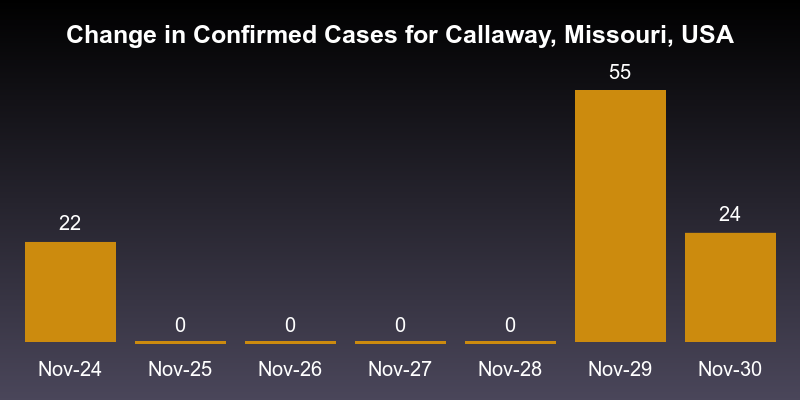 Change in Confirmed Cases for Callaway, Missouri, USA
55
24
22
0 0 0 0
Nov-24 Nov-25 Nov-26 Nov-27 Nov-28 Nov-29 Nov-30